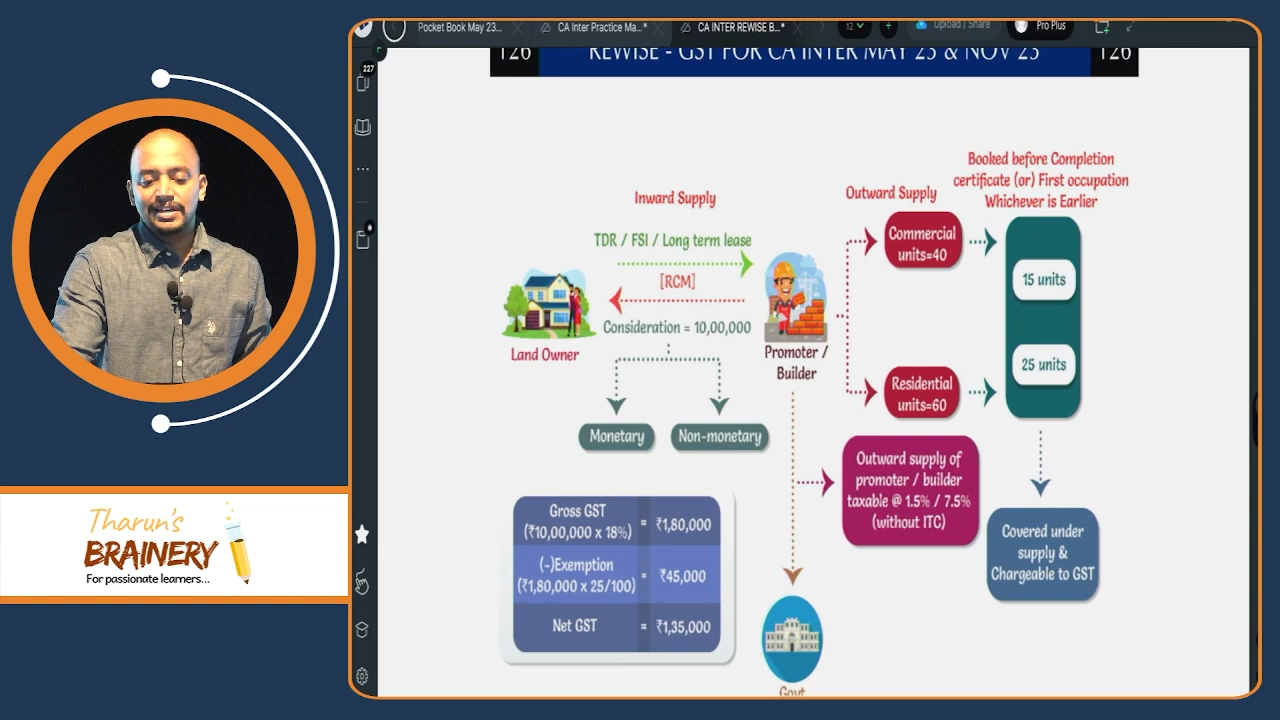 Pocket Book May 23...
CA Inter Practice Ma...*
CA INTER REWISE B...*
12
Upload / Share
Pro Plus
227
126
REWISE - GST FOR CA INTER MAY 23 & NOV 23
126
Inward Supply
TDR / FSI / Long term lease
[RCM]
Consideration = 10,00,000
Land Owner
Promoter /
Builder
Monetary
Non-monetary
Outward Supply
Booked before Completion
certificate (or) First occupation
Whichever is Earlier
Commercial
units=40
15 units
25 units
Residential
units=60
Outward supply of
promoter / builder
taxable @ 1.5% / 7.5%
(without ITC)
Covered under
supply &
Chargeable to GST
Gross GST
(₹10,00,000 x 18%) = ₹1,80,000
(-)Exemption
(₹1,80,000 x 25/100) = ₹45,000
Net GST = ₹1,35,000
Govt
Tharun's
BRAINERY
For passionate learners...